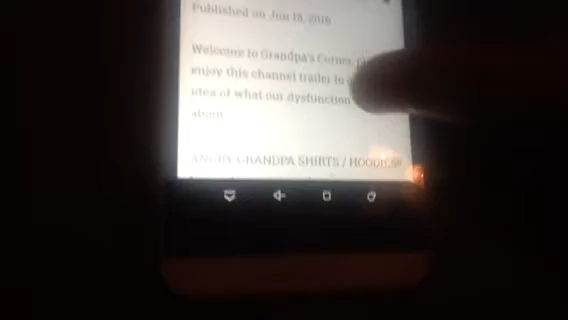 Published on Jun 18, 2016
Welcome to Grandpa's Corner,
enjoy this channel trailer to
idea of what our dysfunction
about
ANGRY GRANDPA SHIRTS / HOODIES